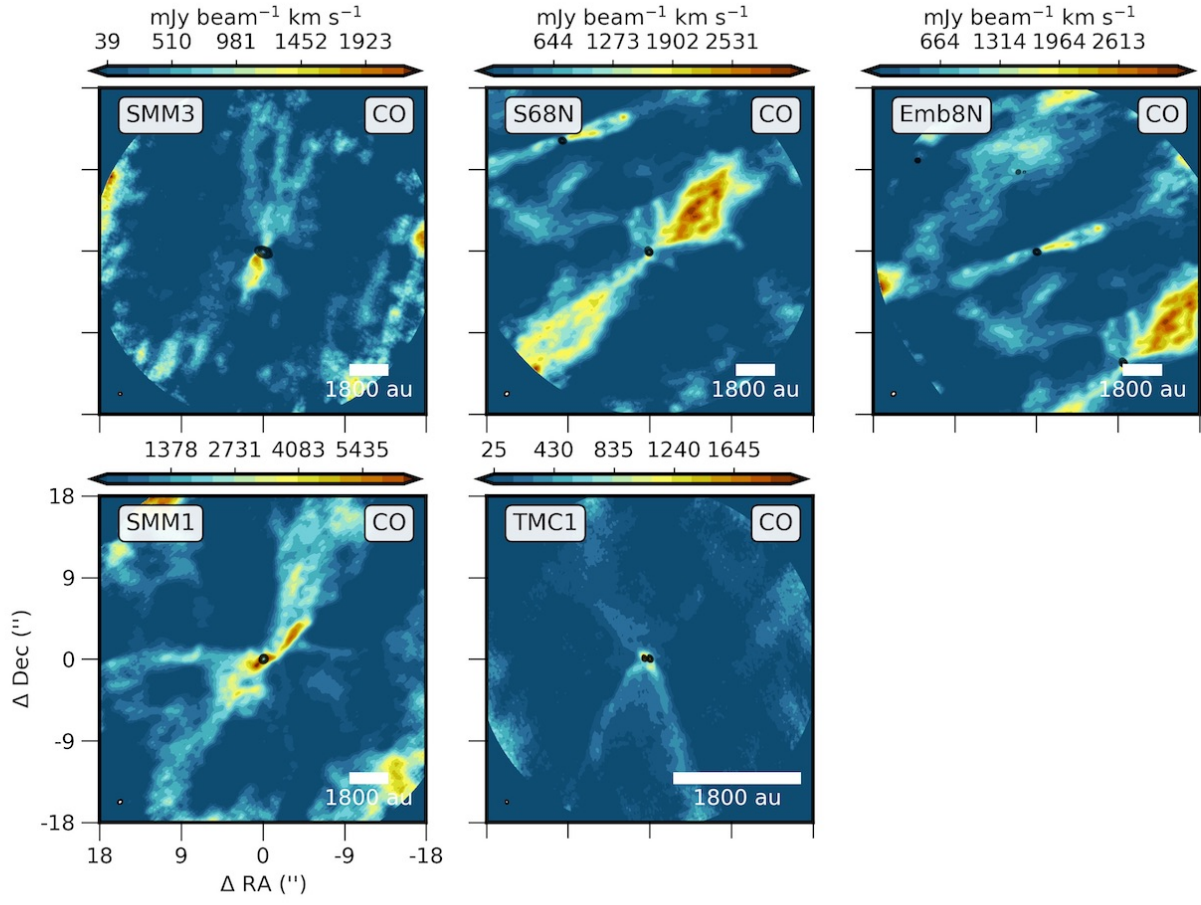 mJy beam⁻¹ km s⁻¹ mJy beam⁻¹ km s⁻¹ mJy beam⁻¹ km s⁻¹
39 510 981 1452 1923 644 1273 1902 2531 664 1314 1964 2613
SMM3 CO S68N CO Emb8N CO
1800 au 1800 au 1800 au
1378 2731 4083 5435 25 430 835 1240 1645
18
SMM1 CO TMC1 CO
9
0
-9
1800 au 1800 au
-18
18 9 0 -9 -18
Δ RA ('')
Δ Dec ('')